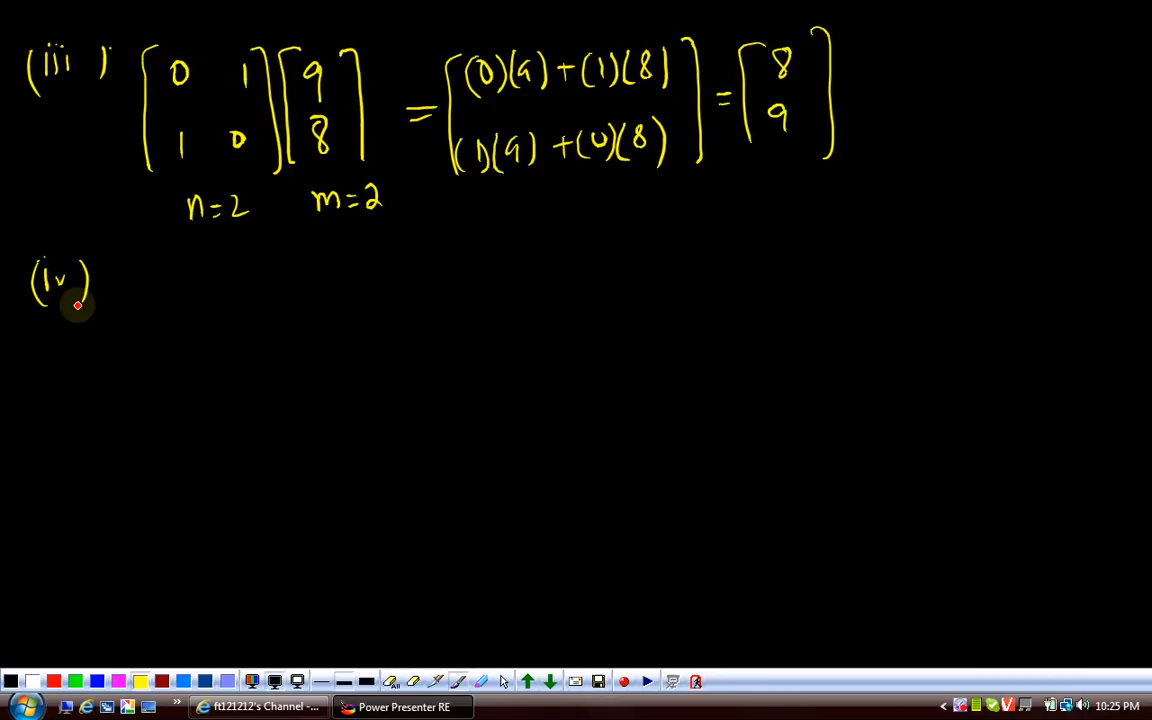 (iii) [0 1 [9 = [(0)(9) + (1)(8) = [8
1 0] 8] (1)(9) + (0)(8)] 9]
n=2 m=2
(iv)
ft121212's Channel -... Power Presenter RE 10:25 PM